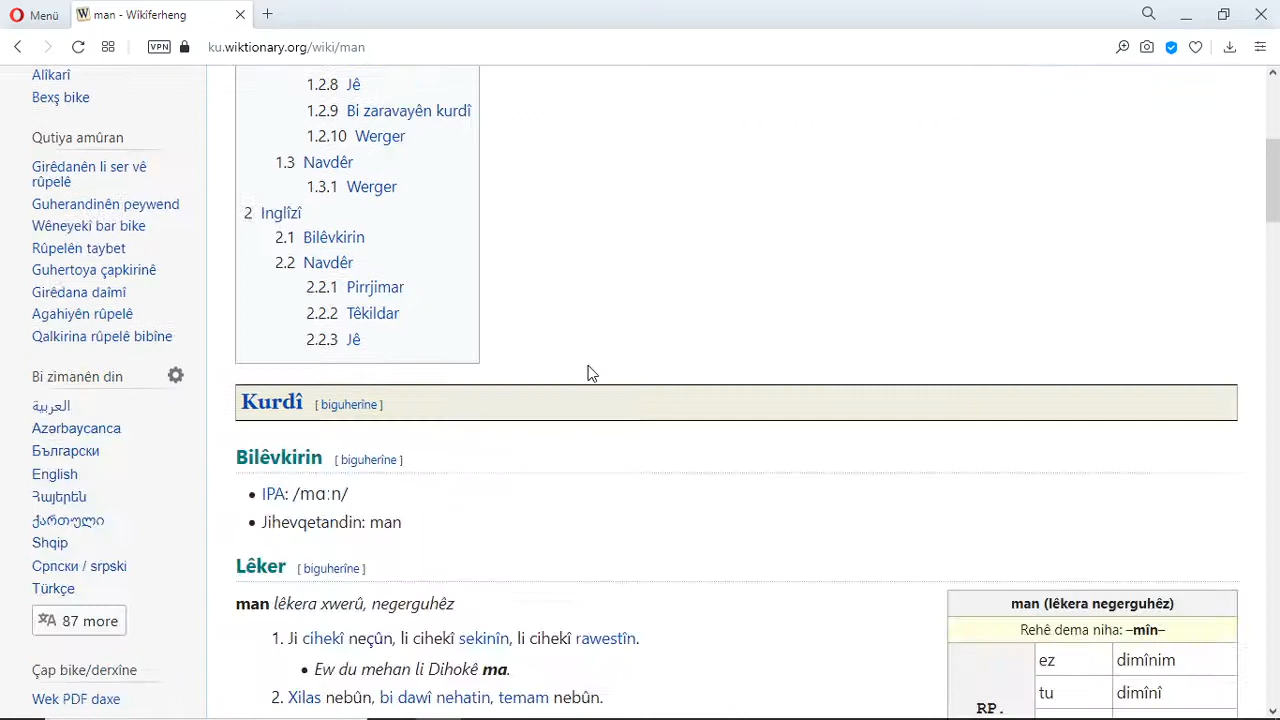 Menü
man - Wîkîferheng
VPN
ku.wiktionary.org/wiki/man
Alîkarî
Bexş bike
Qutiya amûran
Girêdanên li ser vê
rûpelê
Guherandinên peywend
Wêneyekî bar bike
Rûpelên taybet
Guhertoya çapkirinê
Girêdana daîmî
Agahiyên rûpelê
Qalkirina rûpelê bibîne
Bi zimanên din
العربية
Azərbaycanca
Български
English
Հայերեն
ქართული
Shqip
Српски / srpski
Türkçe
87 more
Çap bike/derxîne
Wek PDF daxe
1.2.8 Jê
1.2.9 Bi zaravayên kurdî
1.2.10 Werger
1.3 Navdêr
1.3.1 Werger
2 Inglîzî
2.1 Bilêvkirin
2.2 Navdêr
2.2.1 Pirrjimar
2.2.2 Têkildar
2.2.3 Jê
Kurdî [ biguherîne ]
Bilêvkirin [ biguherîne ]
• IPA: /mɑːn/
• Jihevqetandin: man
Lêker [ biguherîne ]
man lêkera xwerû, negerguhêz
1. Ji cihekî neçûn, li cihekî sekinîn, li cihekî rawestîn.
• Ew du mehan li Dihokê ma.
2. Xilas nebûn, bi dawî nehatin, temam nebûn.
man (lêkera negerguhêz)
Rehê dema niha: –mîn–
RP.
ez dimînim
tu dimînî